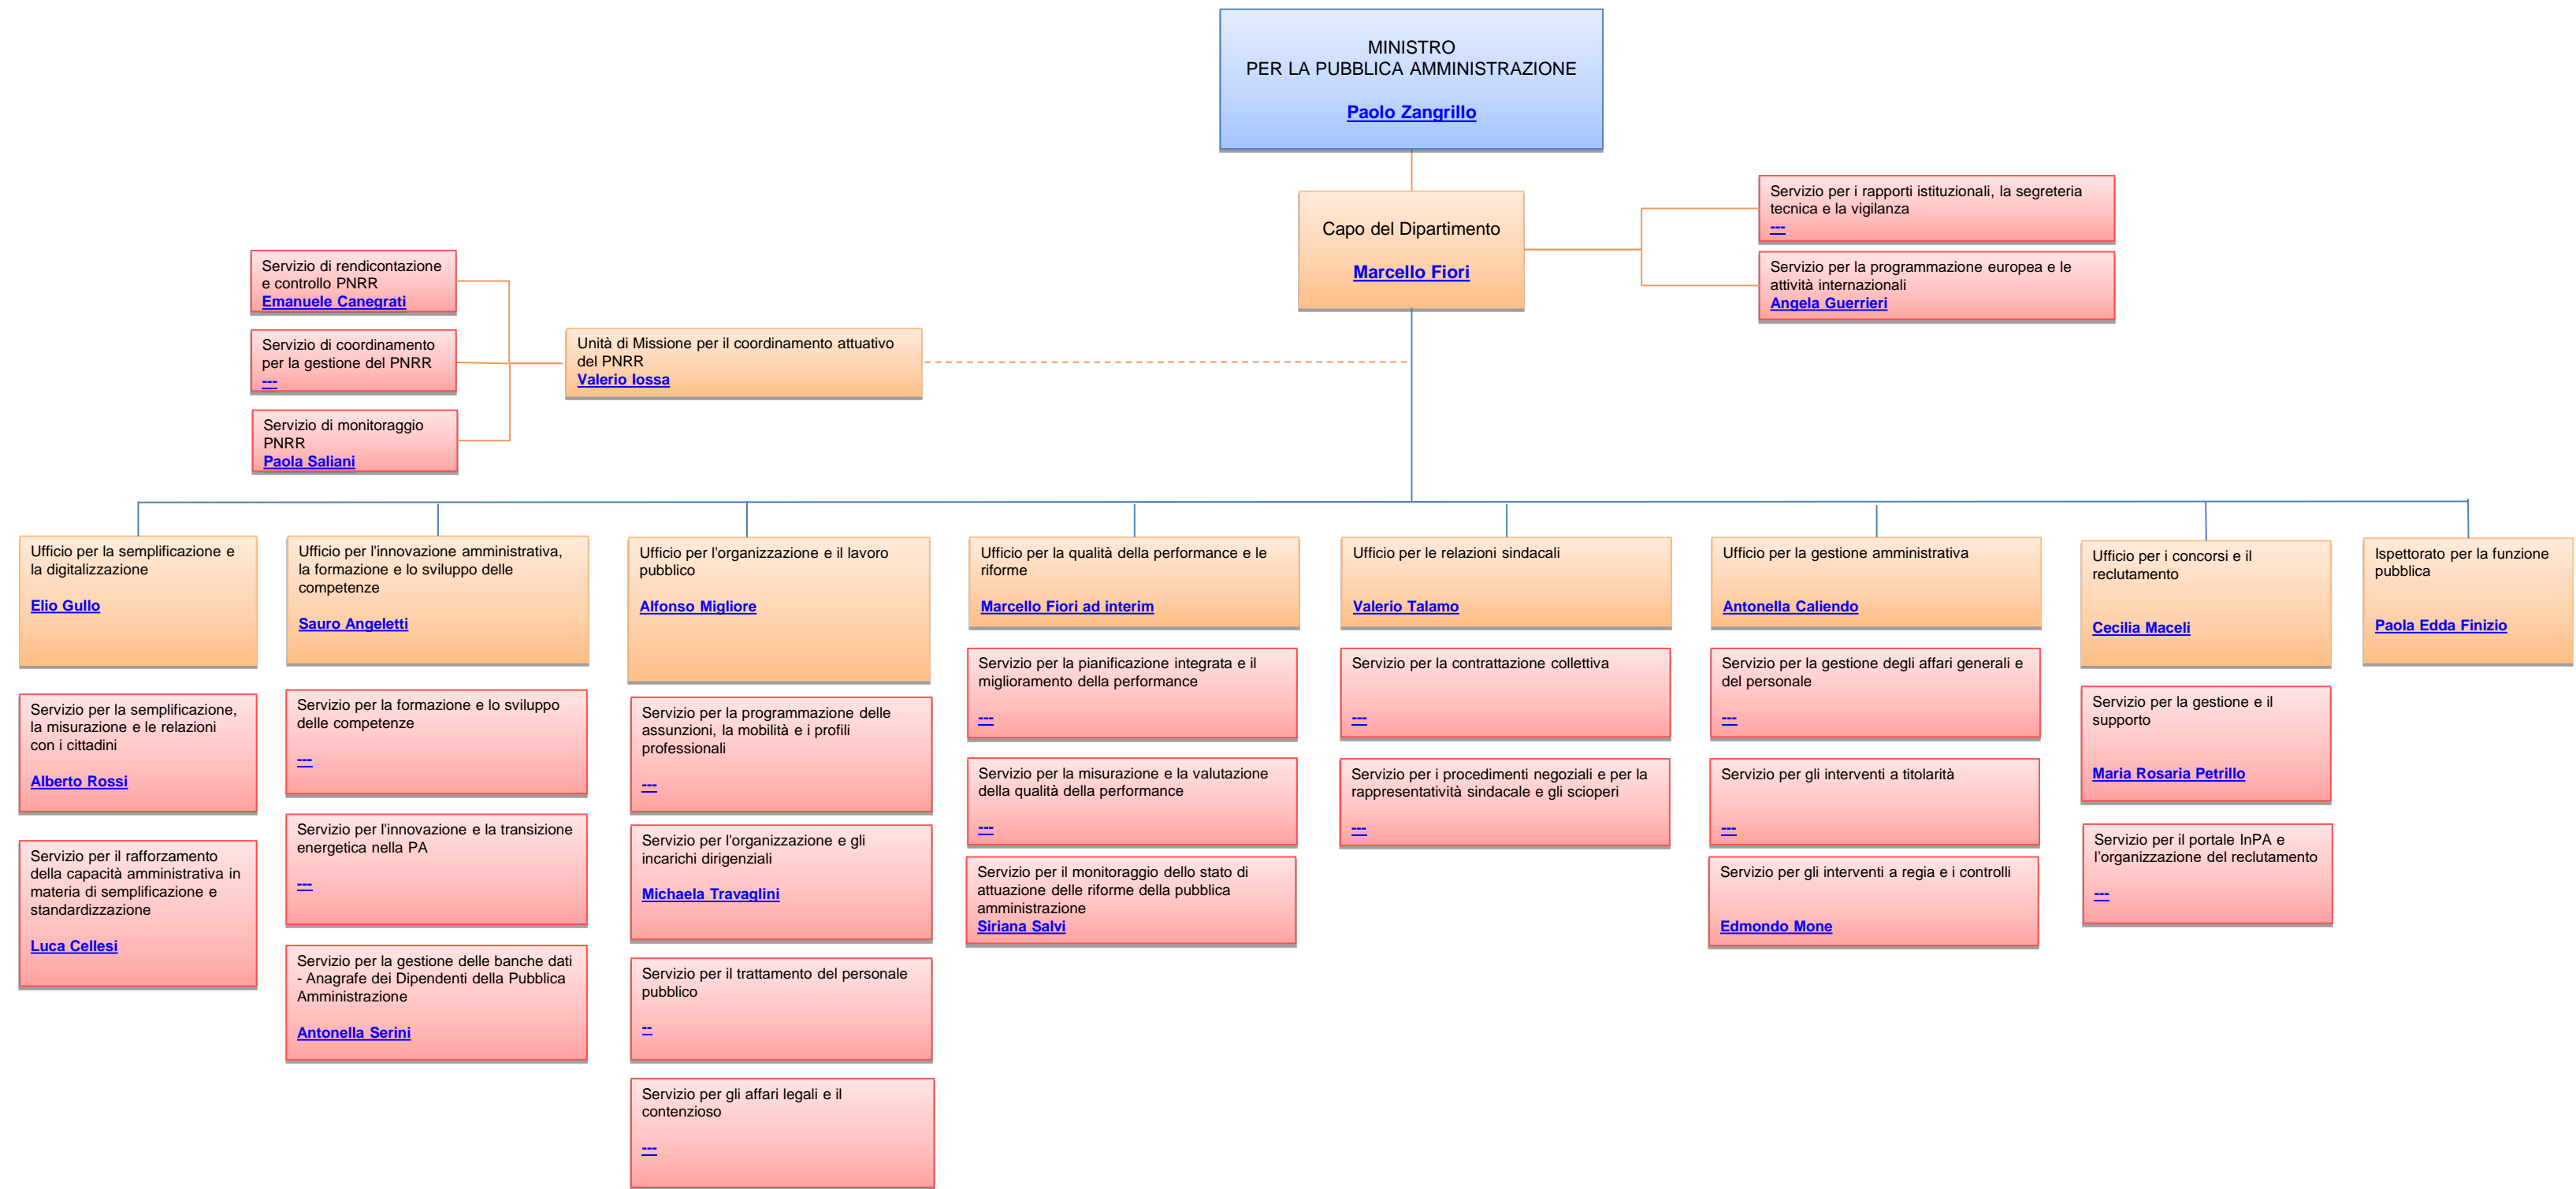 MINISTRO
PER LA PUBBLICA AMMINISTRAZIONE
Paolo Zangrillo
Capo del Dipartimento
Marcello Fiori
Servizio per i rapporti istituzionali, la segreteria
tecnica e la vigilanza
---
Servizio per la programmazione europea e le
attività internazionali
Angela Guerrieri
Servizio di rendicontazione
e controllo PNRR
Emanuele Canegrati
Servizio di coordinamento
per la gestione del PNRR
---
Servizio di monitoraggio
PNRR
Paola Saliani
Unità di Missione per il coordinamento attuativo
del PNRR
Valerio Iossa
Ufficio per la semplificazione e
la digitalizzazione
Elio Gullo
Servizio per la semplificazione,
la misurazione e le relazioni
con i cittadini
Alberto Rossi
Servizio per il rafforzamento
della capacità amministrativa in
materia di semplificazione e
standardizzazione
Luca Cellesi
Ufficio per l'innovazione amministrativa,
la formazione e lo sviluppo delle
competenze
Sauro Angeletti
Servizio per la formazione e lo sviluppo
delle competenze
---
Servizio per l'innovazione e la transizione
energetica nella PA
---
Servizio per la gestione delle banche dati
- Anagrafe dei Dipendenti della Pubblica
Amministrazione
Antonella Serini
Ufficio per l'organizzazione e il lavoro
pubblico
Alfonso Migliore
Servizio per la programmazione delle
assunzioni, la mobilità e i profili
professionali
---
Servizio per l'organizzazione e gli
incarichi dirigenziali
Michaela Travaglini
Servizio per il trattamento del personale
pubblico
--
Servizio per gli affari legali e il
contenzioso
---
Ufficio per la qualità della performance e le
riforme
Marcello Fiori ad interim
Servizio per la pianificazione integrata e il
miglioramento della performance
---
Servizio per la misurazione e la valutazione
della qualità della performance
---
Servizio per il monitoraggio dello stato di
attuazione delle riforme della pubblica
amministrazione
Siriana Salvi
Ufficio per le relazioni sindacali
Valerio Talamo
Servizio per la contrattazione collettiva
---
Servizio per i procedimenti negoziali e per la
rappresentatività sindacale e gli scioperi
---
Ufficio per la gestione amministrativa
Antonella Caliendo
Servizio per la gestione degli affari generali e
del personale
---
Servizio per gli interventi a titolarità
---
Servizio per gli interventi a regia e i controlli
Edmondo Mone
Ufficio per i concorsi e il
reclutamento
Cecilia Maceli
Servizio per la gestione e il
supporto
Maria Rosaria Petrillo
Servizio per il portale InPA e
l’organizzazione del reclutamento
---
Ispettorato per la funzione
pubblica
Paola Edda Finizio